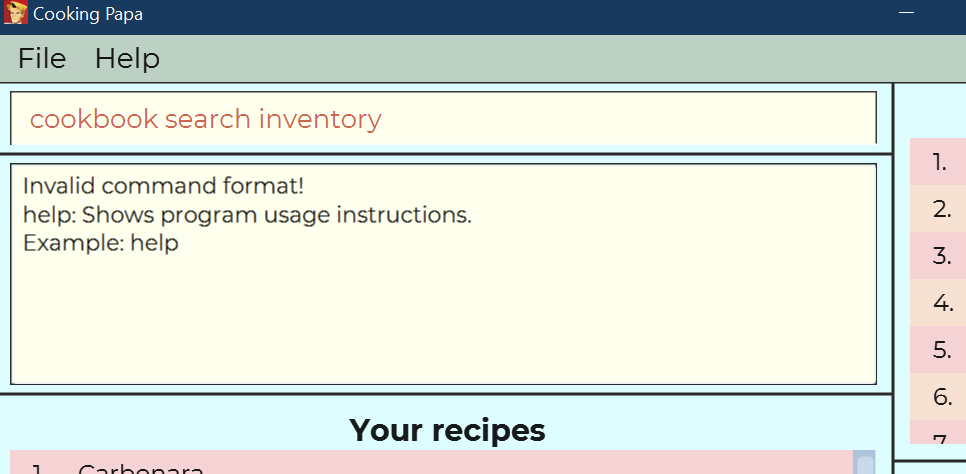 Cooking Papa
File Help
cookbook search inventory
Invalid command format!
help: Shows program usage instructions.
Example: help
Your recipes
1. Carbonara
1.
2.
3.
4.
5.
6.
7.